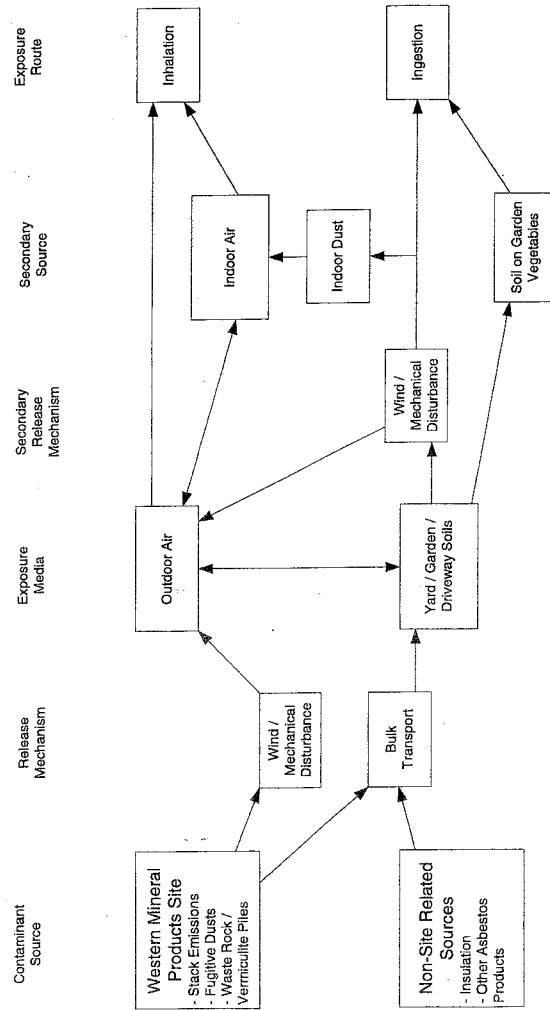 Contaminant
Source
Release
Mechanism
Exposure
Media
Secondary
Release
Mechanism
Secondary
Source
Exposure
Route
Western Mineral
Products Site
- Stack Emissions
- Fugitive Dusts
- Waste Rock /
Vermiculite Piles
Non-Site Related
Sources
- Insulation
- Other Asbestos
Products
Wind /
Mechanical
Disturbance
Bulk
Transport
Outdoor Air
Yard / Garden /
Driveway Soils
Wind /
Mechanical
Disturbance
Indoor Air
Indoor Dust
Soil on Garden
Vegetables
Inhalation
Ingestion